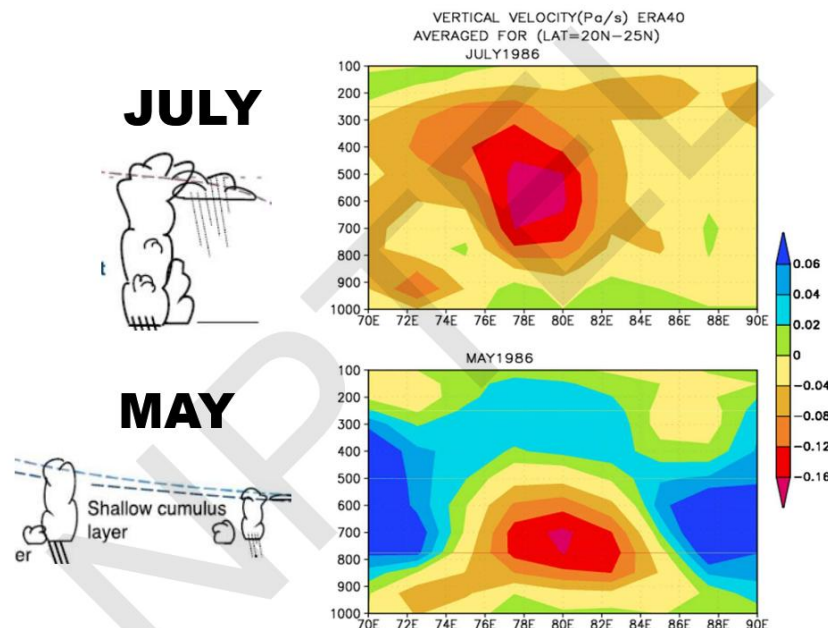 VERTICAL VELOCITY(Pa/s) ERA40
AVERAGED FOR (LAT=20N-25N)
JULY1986
JULY
100
200
300
400
500
600
700
800
900
1000
70E 72E 74E 76E 78E 80E 82E 84E 86E 88E 90E
t
0.06
0.04
0.02
0
-0.04
-0.08
-0.12
-0.16
MAY1986
MAY
100
200
300
400
500
600
700
800
900
1000
70E 72E 74E 76E 78E 80E 82E 84E 86E 88E 90E
Shallow cumulus
layer
er
NPTEL